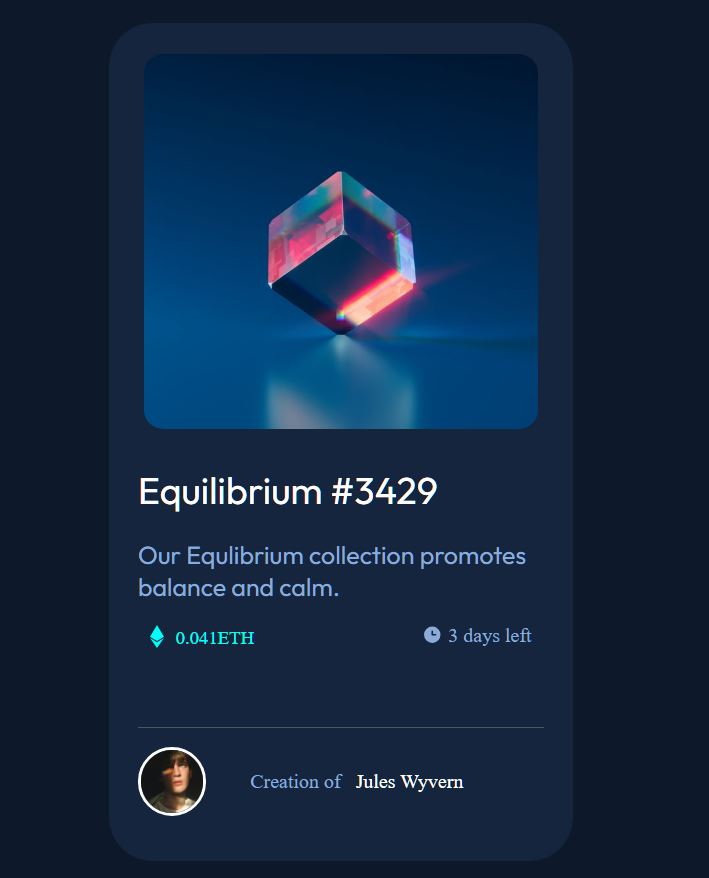 Equilibrium #3429
Our Equlibrium collection promotes
balance and calm.
0.041ETH 3 days left
Creation of Jules Wyvern